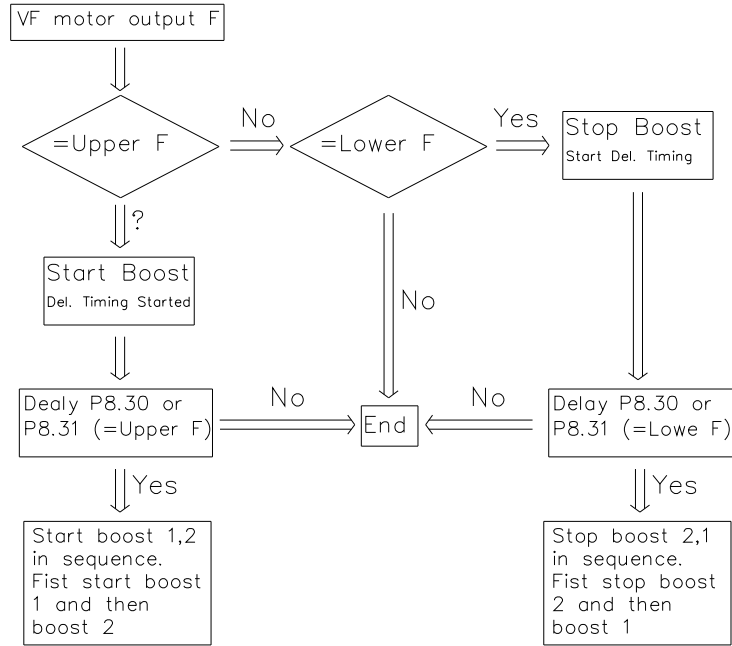 VF motor output F
=Upper F
No
=Lower F
Yes
Stop Boost
Start Del. Timing
?
Start Boost
Del. Timing Started
No
Dealy P8.30 or
P8.31 (=Upper F)
No
End
No
Delay P8.30 or
P8.31 (=Lowe F)
Yes
Yes
Start boost 1,2
in sequence.
Fist start boost
1 and then
boost 2
Stop boost 2,1
in sequence.
Fist stop boost
2 and then
boost 1